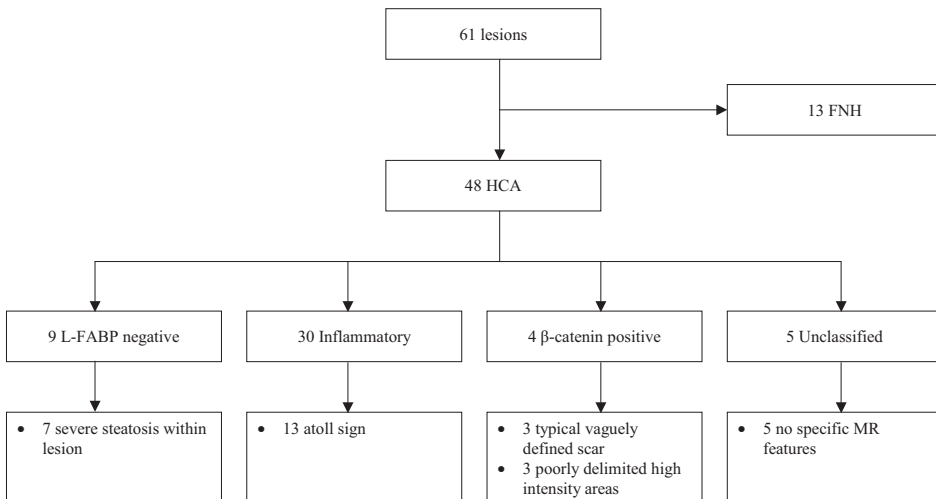 61 lesions
13 FNH
48 HCA
9 L-FABP negative
30 Inflammatory
4 β-catenin positive
5 Unclassified
• 7 severe steatosis within
lesion
• 13 atoll sign
• 3 typical vaguely
defined scar
• 3 poorly delimited high
intensity areas
• 5 no specific MR
features